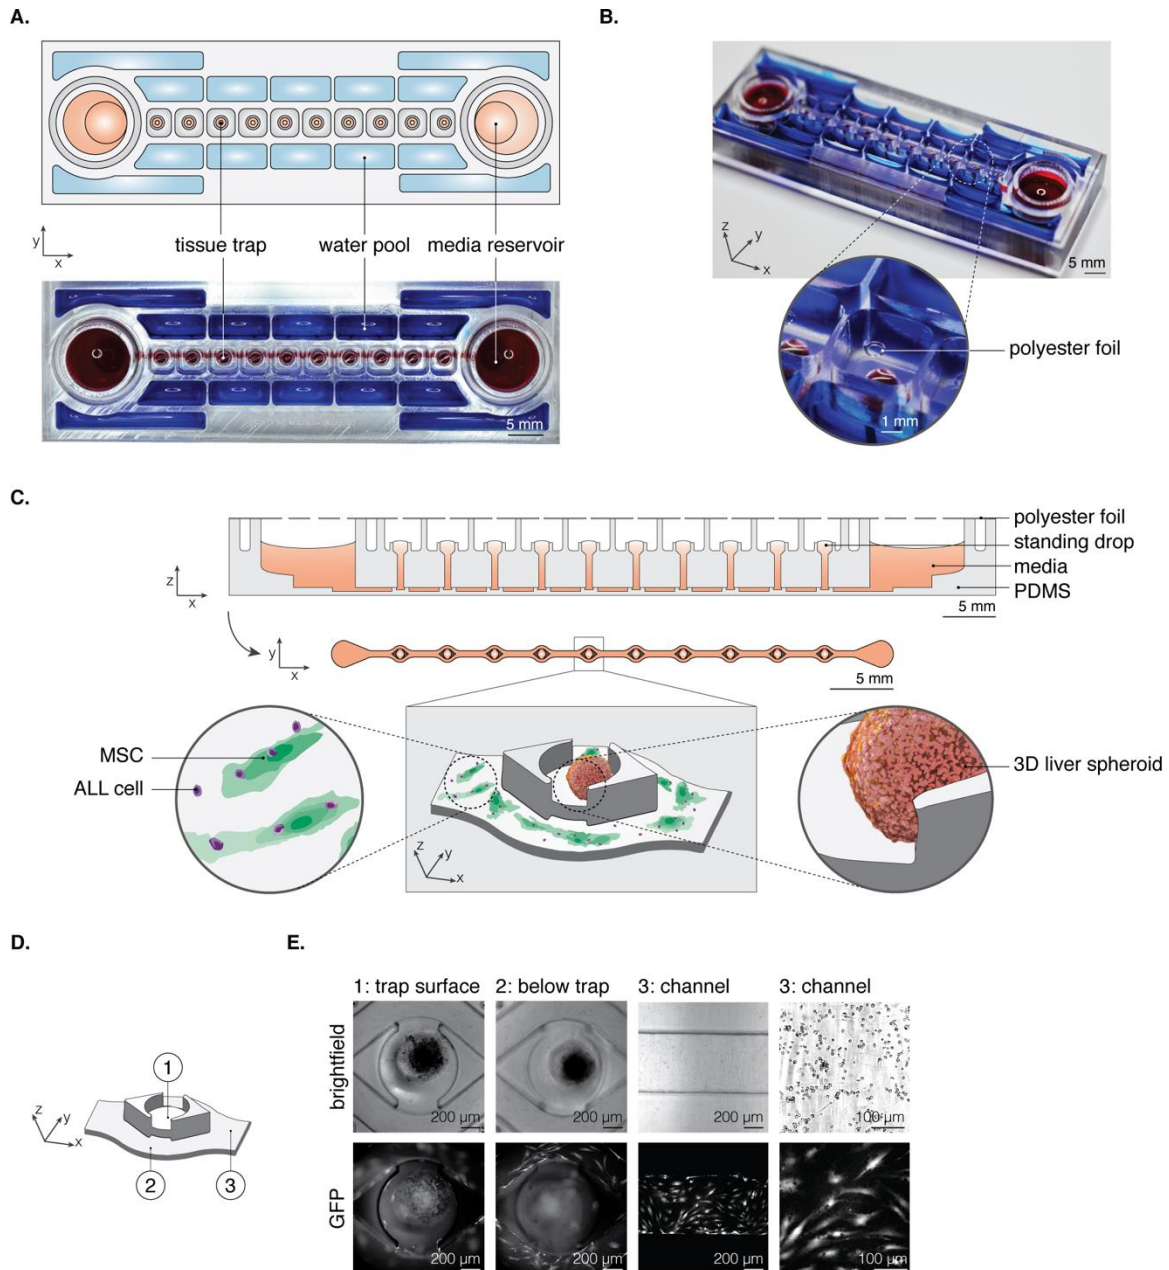 A.
B.
y
x
tissue trap
water pool
media reservoir
5 mm
z
y
x
5 mm
polyester foil
1 mm
C.
polyester foil
standing drop
media
PDMS
z
x
5 mm
y
x
5 mm
MSC
ALL cell
3D liver spheroid
z
y
x
D.
E.
1: trap surface
2: below trap
3: channel
3: channel
brightfield
200 µm
200 µm
200 µm
100 µm
1
z
y
x
2
3
GFP
200 µm
200 µm
200 µm
100 µm